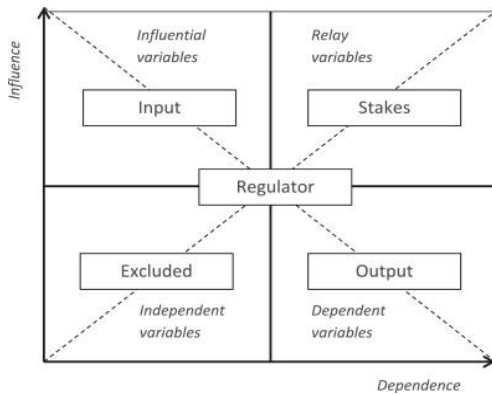 Influence
Influential
variables
Relay
variables
Input
Stakes
Regulator
Excluded
Output
Independent
variables
Dependent
variables
Dependence